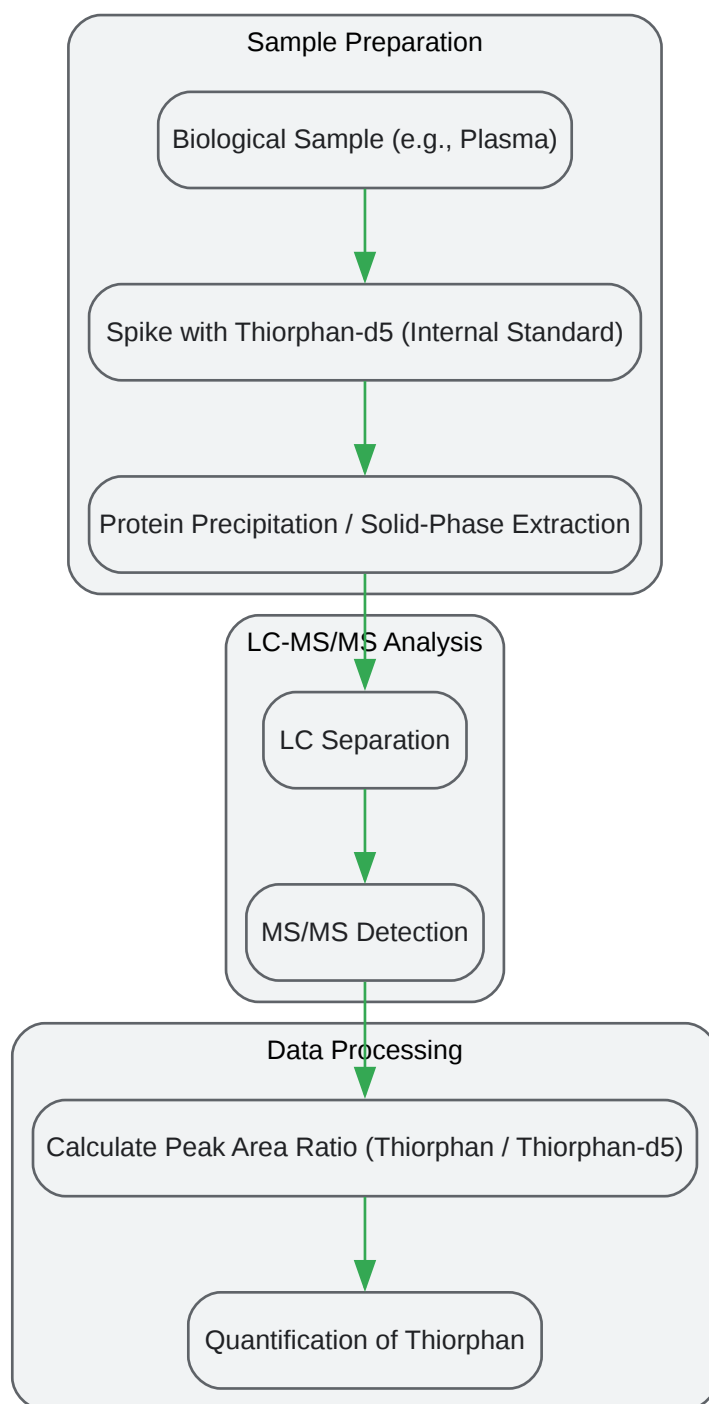 Sample Preparation
Biological Sample (e.g., Plasma)
Spike with Thiorphan-d5 (Internal Standard)
Protein Precipitation / Solid-Phase Extraction
LC-MS/MS Analysis
LC Separation
MS/MS Detection
Data Processing
Calculate Peak Area Ratio (Thiorphan / Thiorphan-d5)
Quantification of Thiorphan